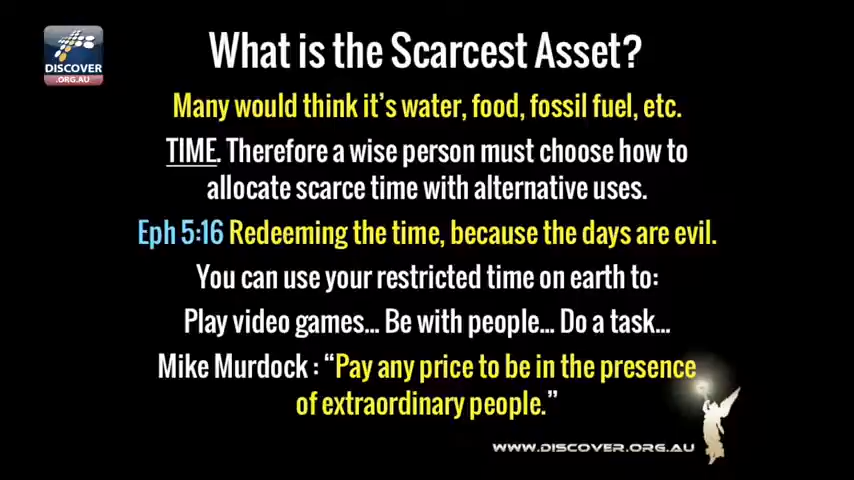 DISCOVER
.ORG.AU
What is the Scarcest Asset?
Many would think it's water, food, fossil fuel, etc.
TIME. Therefore a wise person must choose how to
allocate scarce time with alternative uses.
Eph 5:16 Redeeming the time, because the days are evil.
You can use your restricted time on earth to:
Play video games... Be with people... Do a task...
Mike Murdock : “Pay any price to be in the presence
of extraordinary people.”
WWW.DISCOVER.ORG.AU